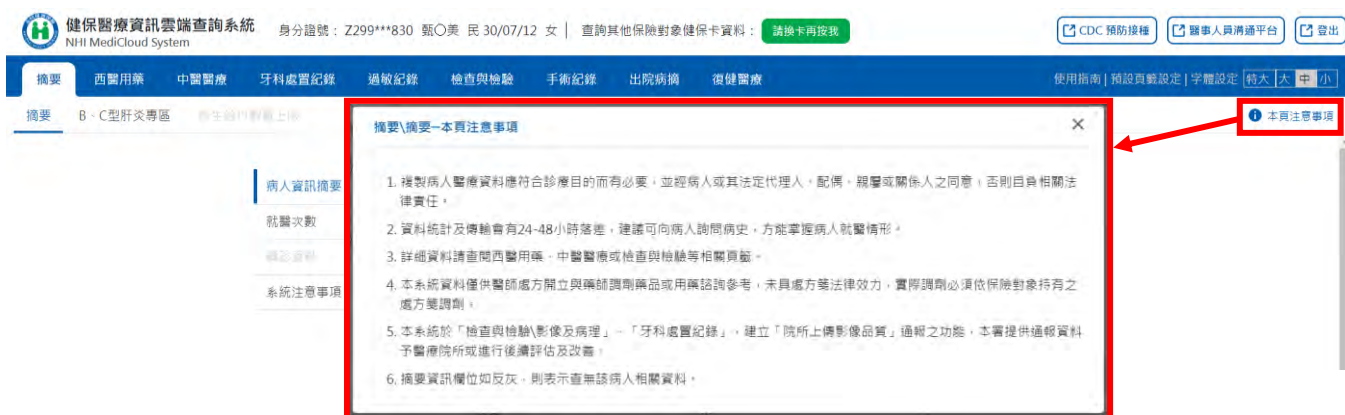 健保醫療資訊雲端查詢系統
NHI MediCloud System
身分證號： Z299***830 甄〇美 民 30/07/12 女 │ 查詢其他保險對象健保卡資料： 請換卡再按我
CDC 預防接種 醫事人員溝通平台 登出
摘要 西醫用藥 中醫醫療 牙科處置紀錄 過敏紀錄 檢查與檢驗 手術紀錄 出院病摘 復健醫療
使用指南 | 預設頁籤設定 | 字體設定 特大 大 中 小
摘要 B、C型肝炎專區
本頁注意事項
摘要\摘要—本頁注意事項 ×
病人資訊摘要
就醫次數
系統注意事項
1. 複製病人醫療資料應符合診療目的而有必要，並經病人或其法定代理人、配偶、親屬或關係人之同意，否則自負相關法
律責任。
2. 資料統計及傳輸會有24-48小時落差，建議可向病人詢問病史，方能掌握病人就醫情形。
3. 詳細資料請查閱西醫用藥、中醫醫療或檢查與檢驗等相關頁籤。
4. 本系統資料僅供醫師處方開立與藥師調劑藥品或用藥諮詢參考，未具處方箋法律效力，實際調劑必須依保險對象持有之
處方箋調劑。
5. 本系統於「檢查與檢驗\影像及病理」、「牙科處置紀錄」，建立「院所上傳影像品質」通報之功能，本署提供通報資料
予醫療院所或進行後續評估及改善。
6. 摘要資訊欄位如反灰，則表示查無該病人相關資料。